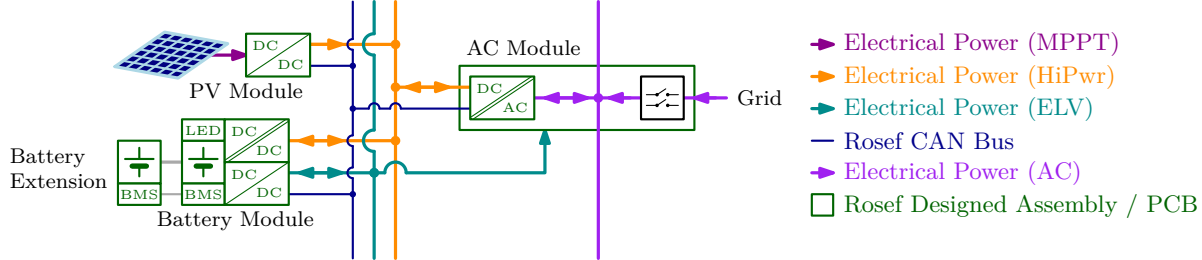 DC
DC
PV Module
AC Module
DC
AC
Grid
LED
DC
DC
Battery
Extension
BMS
BMS
DC
DC
Battery Module
Electrical Power (MPPT)
Electrical Power (HiPwr)
Electrical Power (ELV)
Rosef CAN Bus
Electrical Power (AC)
Rosef Designed Assembly / PCB